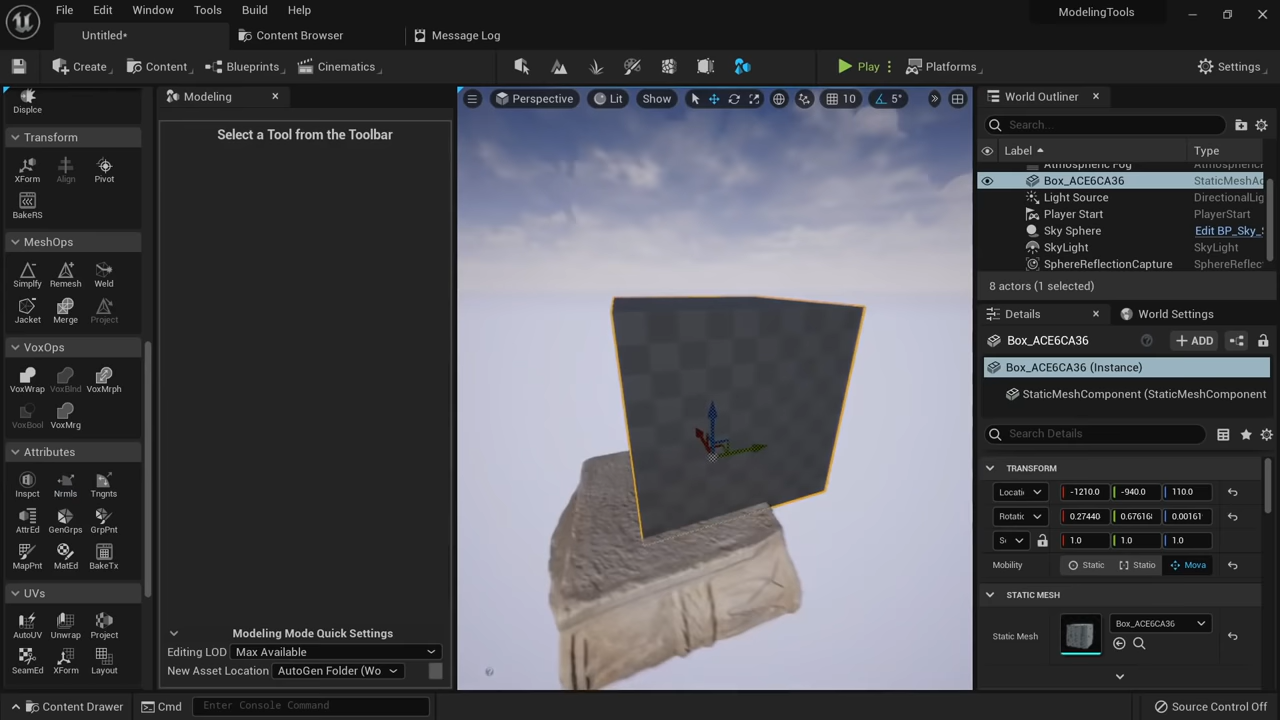 File Edit Window Tools Build Help
ModelingTools
Untitled*
Content Browser
Message Log
Create
Content
Blueprints
Cinematics
Play
Platforms
Settings
Displce
Transform
XForm Align Pivot
BakeRS
MeshOps
Simplfy Remesh Weld
Jacket Merge Project
VoxOps
VoxWrap VoxBlnd VoxMrph
VoxBool VoxMrg
Attributes
Inspct Nrmls Tngnts
AttrEd GenGrps GrpPnt
MapPnt MatEd BakeTx
UVs
AutoUV Unwrap Project
SeamEd XForm Layout
Modeling
Select a Tool from the Toolbar
Modeling Mode Quick Settings
Editing LOD Max Available
New Asset Location AutoGen Folder (Wo
Perspective Lit Show 10 5°
World Outliner
Search...
Label Type
Atmospheric Fog Atmospheric
Box_ACE6CA36 StaticMeshAc
Light Source DirectionalLig
Player Start PlayerStart
Sky Sphere Edit BP_Sky_S
SkyLight SkyLight
SphereReflectionCapture SphereReflec
8 actors (1 selected)
Details
World Settings
Box_ACE6CA36
ADD
Box_ACE6CA36 (Instance)
StaticMeshComponent (StaticMeshComponent
Search Details
TRANSFORM
Locati -1210.0 -940.0 110.0
Rotatic 0.27440 0.67616 0.00161
1.0 1.0 1.0
Mobility Static Statio Mova
STATIC MESH
Static Mesh
Box_ACE6CA36
Content Drawer
Cmd
Enter Console Command
Source Control Off